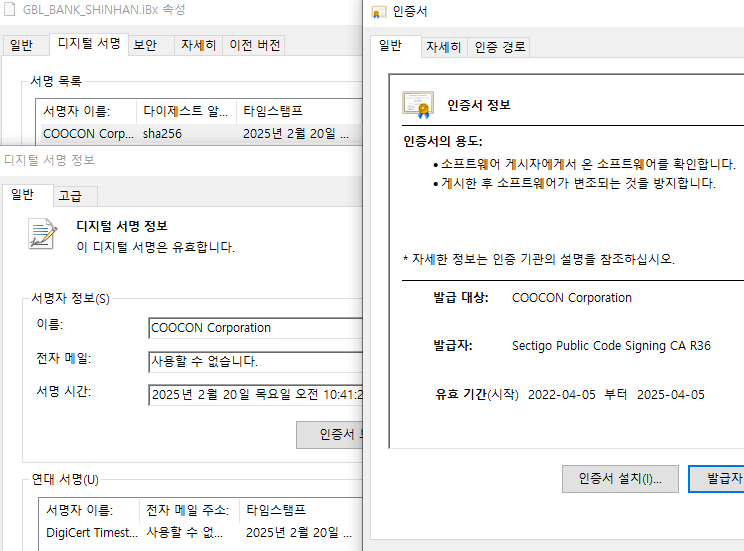 GBL_BANK_SHINHAN.iBx 속성
일반 디지털 서명 보안 자세히 이전 버전
서명 목록
서명자 이름: 다이제스트 알... 타임스탬프
COOCON Corp... sha256 2025년 2월 20일 ...
디지털 서명 정보
일반 고급
디지털 서명 정보
이 디지털 서명은 유효합니다.
서명자 정보(S)
이름: COOCON Corporation
전자 메일: 사용할 수 없습니다.
서명 시간: 2025년 2월 20일 목요일 오전 10:41:2
인증서
연대 서명(U)
서명자 이름: 전자 메일 주소: 타임스탬프
DigiCert Timest... 사용할 수 없... 2025년 2월 20일 ...
인증서
일반 자세히 인증 경로
인증서 정보
인증서의 용도:
• 소프트웨어 게시자에게서 온 소프트웨어를 확인합니다.
• 게시한 후 소프트웨어가 변조되는 것을 방지합니다.
* 자세한 정보는 인증 기관의 설명을 참조하십시오.
발급 대상: COOCON Corporation
발급자: Sectigo Public Code Signing CA R36
유효 기간(시작) 2022-04-05 부터 2025-04-05
인증서 설치(I)... 발급자